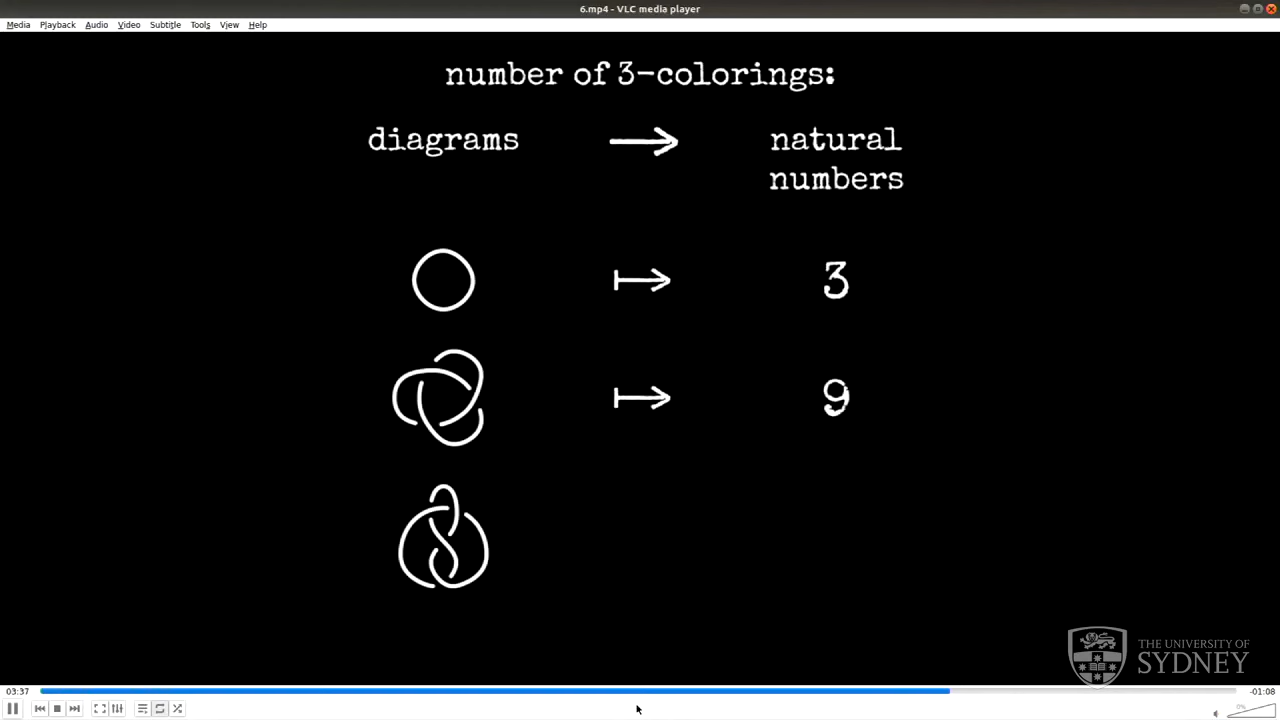 6.mp4 - VLC media player
Media Playback Audio Video Subtitle Tools View Help
number of 3-colorings:
diagrams → natural
numbers
↦ 3
↦ 9
THE UNIVERSITY OF
SYDNEY
03:37 -01:08
0%